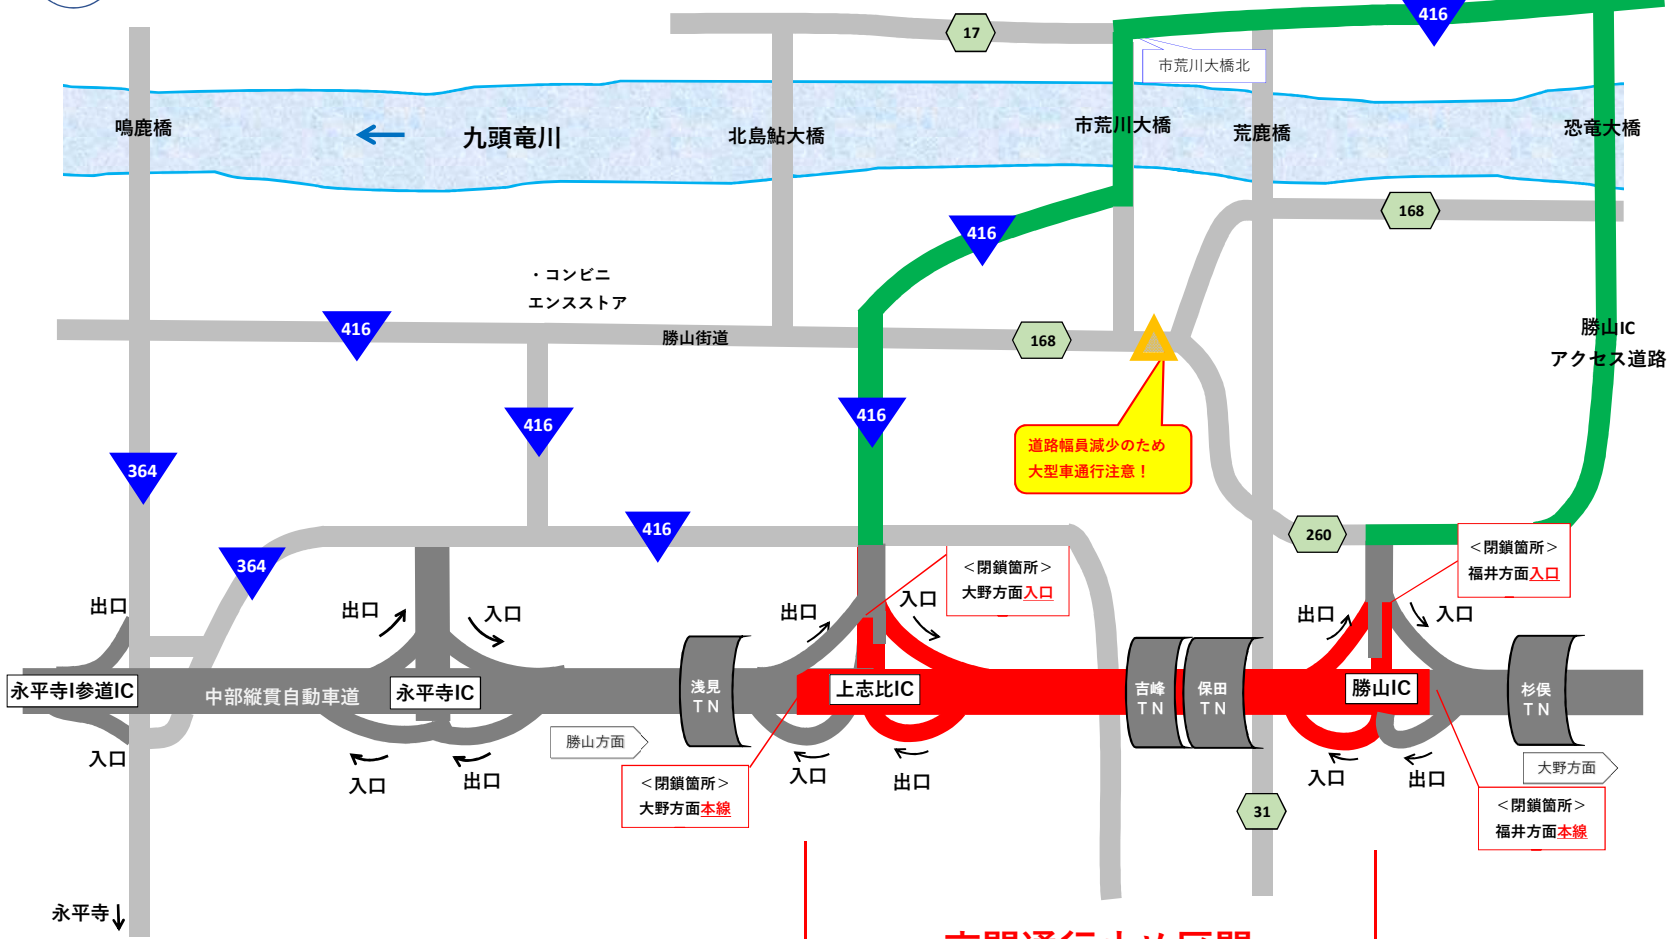 416
17
市荒川大橋北
鳴鹿橋
九頭竜川
北島鮎大橋
市荒川大橋
荒鹿橋
恐竜大橋
168
416
・コンビニ
エンスストア
416
勝山街道
168
勝山IC
アクセス道路
416
416
道路幅員減少のため
大型車通行注意！
364
416
260
＜閉鎖箇所＞
福井方面入口
364
＜閉鎖箇所＞
大野方面入口
出口
出口
入口
出口
入口
出口
入口
永平寺I参道IC
中部縦貫自動車道
永平寺IC
浅見
TN
上志比IC
吉峰
TN
保田
TN
勝山IC
杉俣
TN
入口
勝山方面
入口
出口
入口
出口
入口
出口
大野方面
＜閉鎖箇所＞
大野方面本線
31
＜閉鎖箇所＞
福井方面本線
永平寺